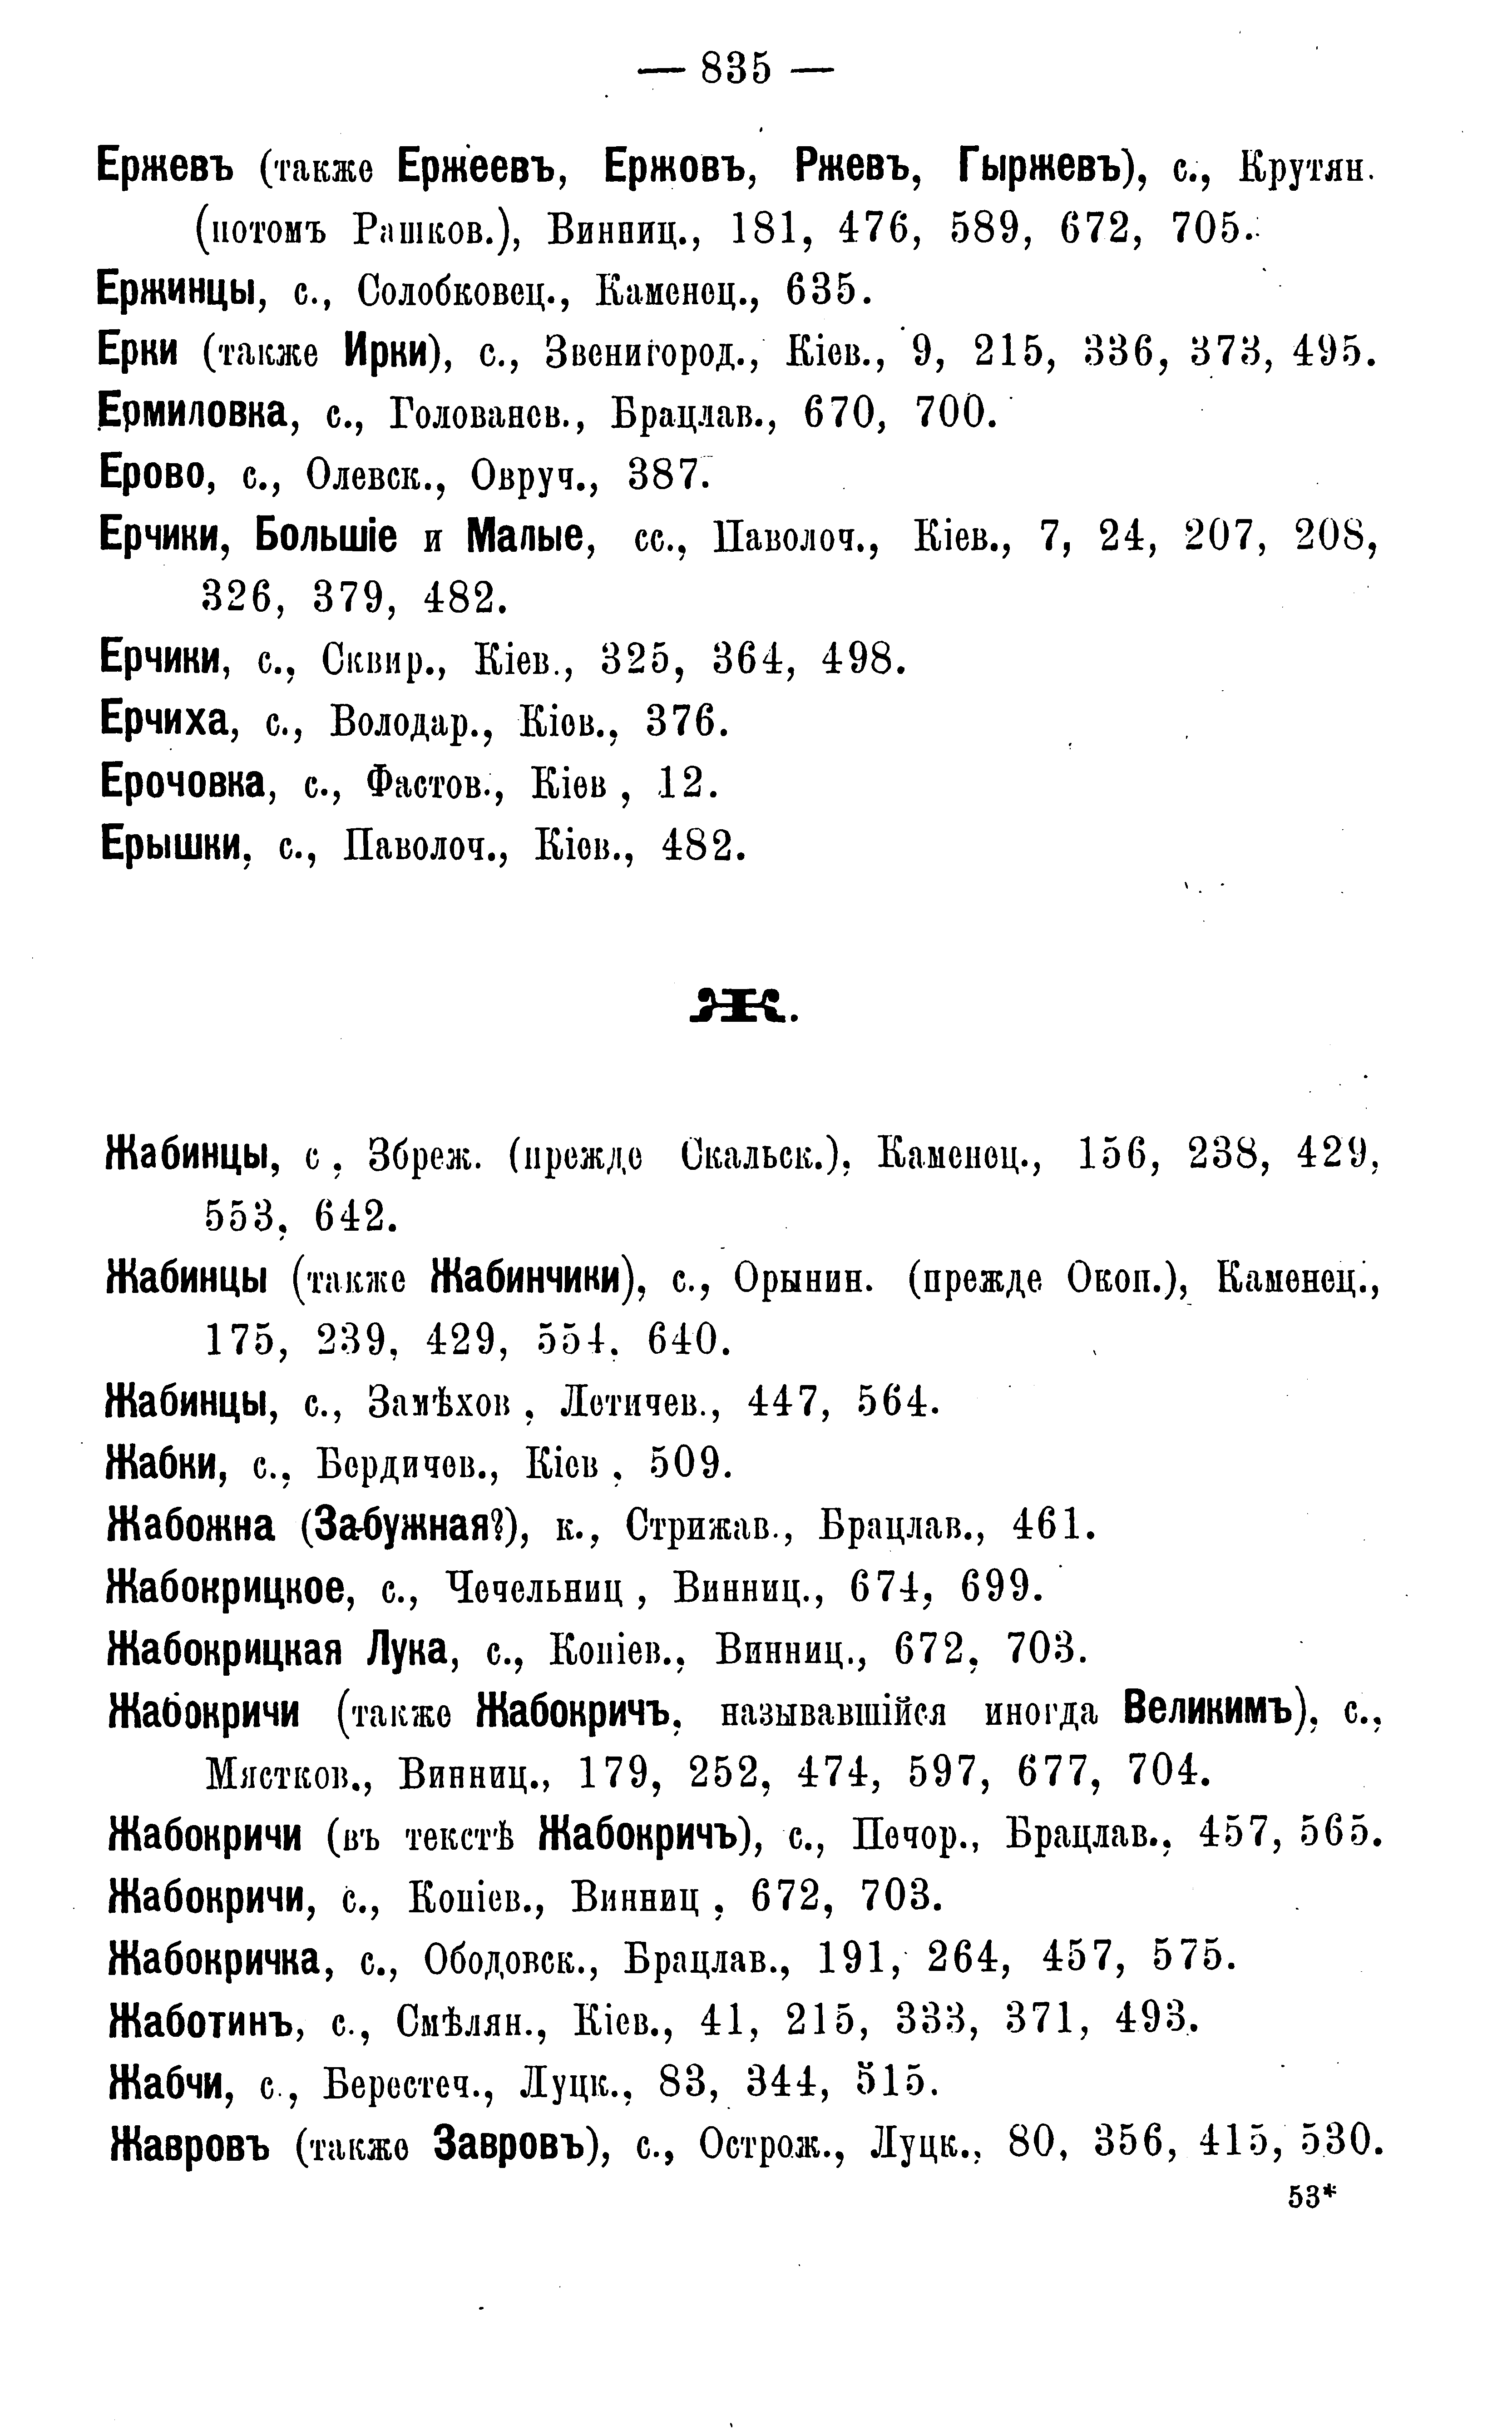 — 835 —
Ержевъ (также Ержеевъ, Ержовъ, Ржевъ, Гыржевъ), с., Крутян.
(потомъ Рашков.), Винниц., 181, 476, 589, 672, 705.
Ержинцы, с., Солобковец., Каменец., 635.
Ерки (также Ирки), с., Звенигород., Кіев., 9, 215, 336, 373, 495.
Ермиловка, с., Голованев., Брацлав., 670, 700.
Ерово, с., Олевск., Овруч., 387.
Ерчики, Большіе и Малые, сс., Паволоч., Кіев., 7, 24, 207, 208,
326, 379, 482.
Ерчики, с., Сквир., Кіев., 325, 364, 498.
Ерчиха, с., Володар., Кіев., 376.
Ерочовка, с., Фастов., Кіев , 12.
Ерышки, с., Паволоч., Кіев., 482.
Ж.
Жабинцы, с , Збреж. (прежде Скальск.), Каменец., 156, 238, 429,
553, 642.
Жабинцы (также Жабинчики), с., Орынин. (прежде Окоп.), Каменец.,
175, 239, 429, 554, 640.
Жабинцы, с., Замѣхов , Летичев., 447, 564.
Жабки, с., Бердичев., Кіев , 509.
Жабожна (Забужная?), к., Стрижав., Брацлав., 461.
Жабокрицкое, с., Чечельниц , Винниц., 674, 699.
Жабокрицкая Лука, с., Копіев., Винниц., 672, 703.
Жабокричи (также Жабокричъ, называвшійся иногда Великимъ), с.,
Мястков., Винниц., 179, 252, 474, 597, 677, 704.
Жабокричи (въ текстѣ Жабокричъ), с., Печор., Брацлав., 457, 565.
Жабокричи, с., Копіев., Винниц , 672, 703.
Жабокричка, с., Ободовск., Брацлав., 191, 264, 457, 575.
Жаботинъ, с., Смѣлян., Кіев., 41, 215, 333, 371, 493.
Жабчи, с., Берестеч., Луцк., 83, 344, 515.
Жавровъ (также Завровъ), с., Острож., Луцк., 80, 356, 415, 530.
53*